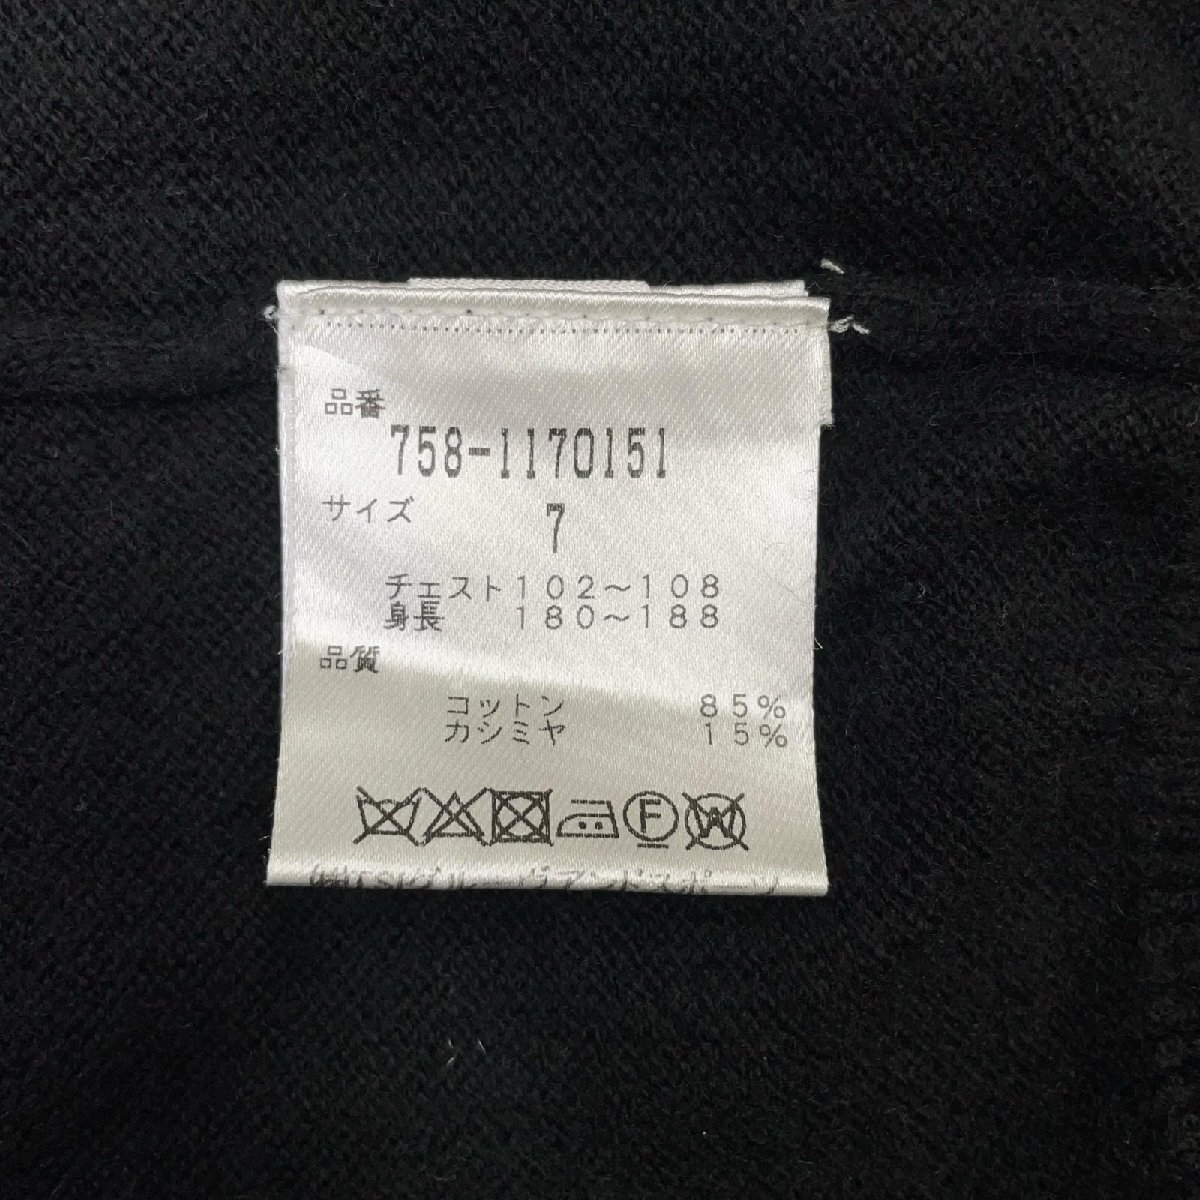 品番
758-1170151
サイズ 7
チェスト102～108
身長 180～188
品質
コットン 85%
カシミヤ 15%
F W